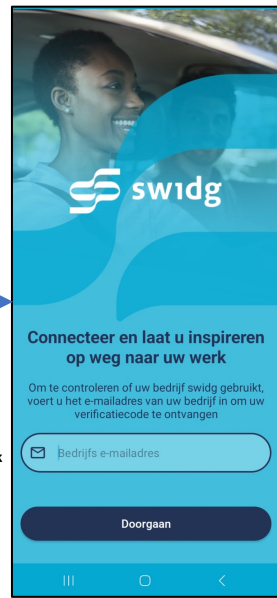 swidg
Connecteer en laat u inspireren
op weg naar uw werk
Om te controleren of uw bedrijf swidg gebruikt,
voert u het e-mailadres van uw bedrijf in om uw
verificatiecode te ontvangen
Bedrijfs e-mailadres
Doorgaan